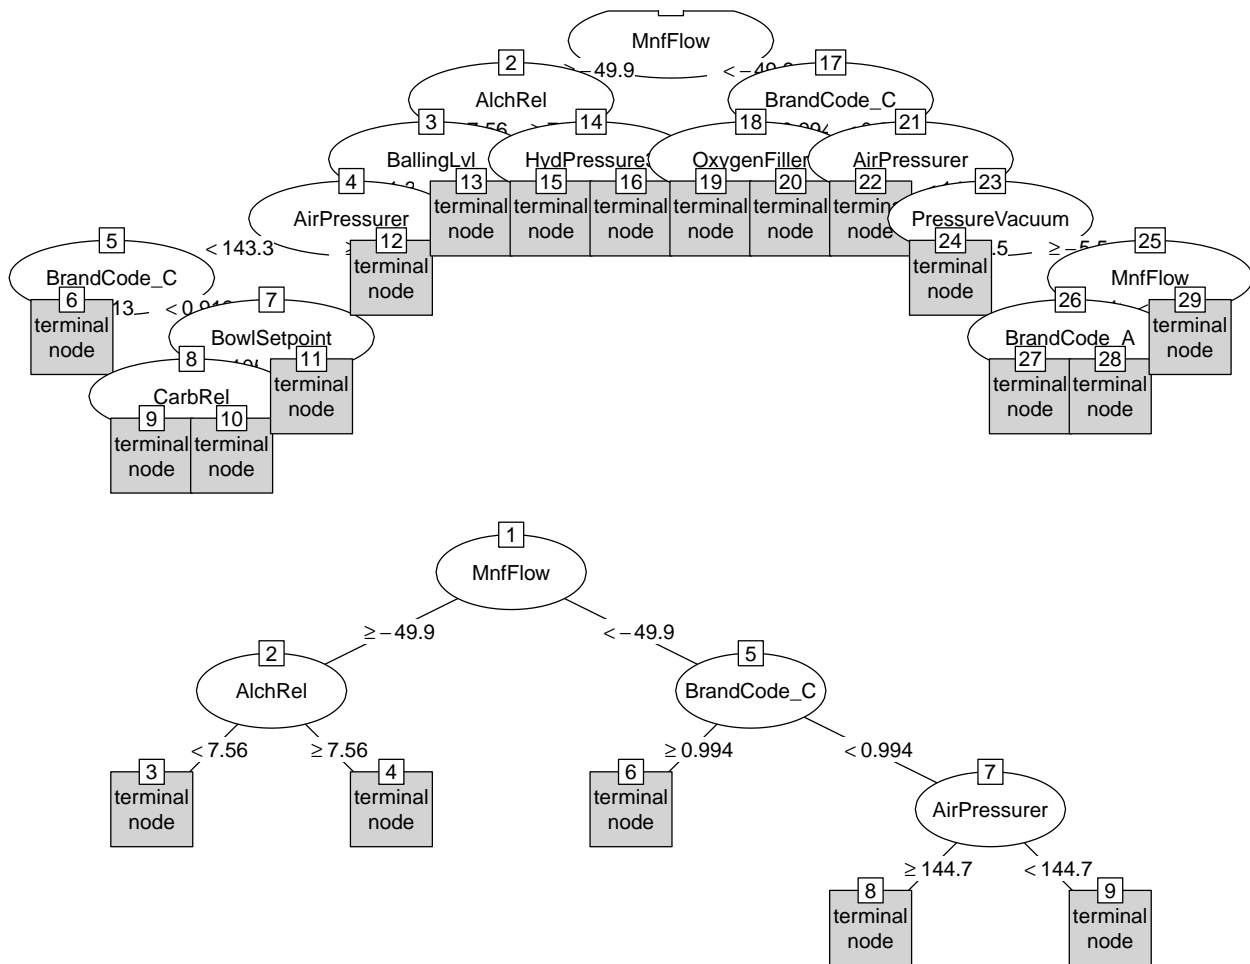 MnfFlow
≥−49.9
<−49.9
2
AlchRel
17
BrandCode_C
3
BallingLvl
14
HydPressure3
18
OxygenFiller
21
AirPressurer
4
AirPressurer
13
terminal
node
15
terminal
node
16
terminal
node
19
terminal
node
20
terminal
node
22
terminal
node
23
PressureVacuum
5
BrandCode_C
< 143.3
12
terminal
node
24
terminal
node
≥−5.5
25
MnfFlow
6
terminal
node
7
BowlSetpoint
26
BrandCode_A
29
terminal
node
8
CarbRel
11
terminal
node
27
terminal
node
28
terminal
node
9
terminal
node
10
terminal
node
1
MnfFlow
≥−49.9
<−49.9
2
AlchRel
5
BrandCode_C
< 7.56
≥ 7.56
≥ 0.994
< 0.994
3
terminal
node
4
terminal
node
6
terminal
node
7
AirPressurer
≥ 144.7
< 144.7
8
terminal
node
9
terminal
node